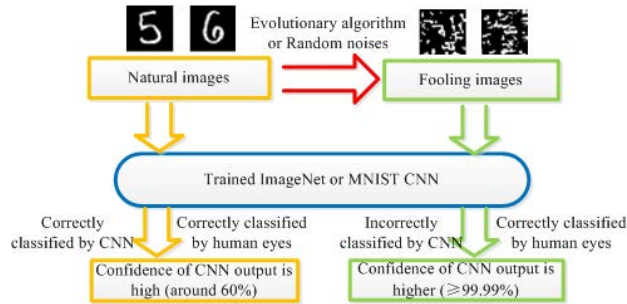 5 6
Evolutionary algorithm
or Random noises
Natural images
Fooling images
Trained ImageNet or MNIST CNN
Correctly
classified by CNN
Correctly classified
by human eyes
Incorrectly
classified by CNN
Correctly classified
by human eyes
Confidence of CNN output is
high (around 60%)
Confidence of CNN output is
higher (≥99.99%)